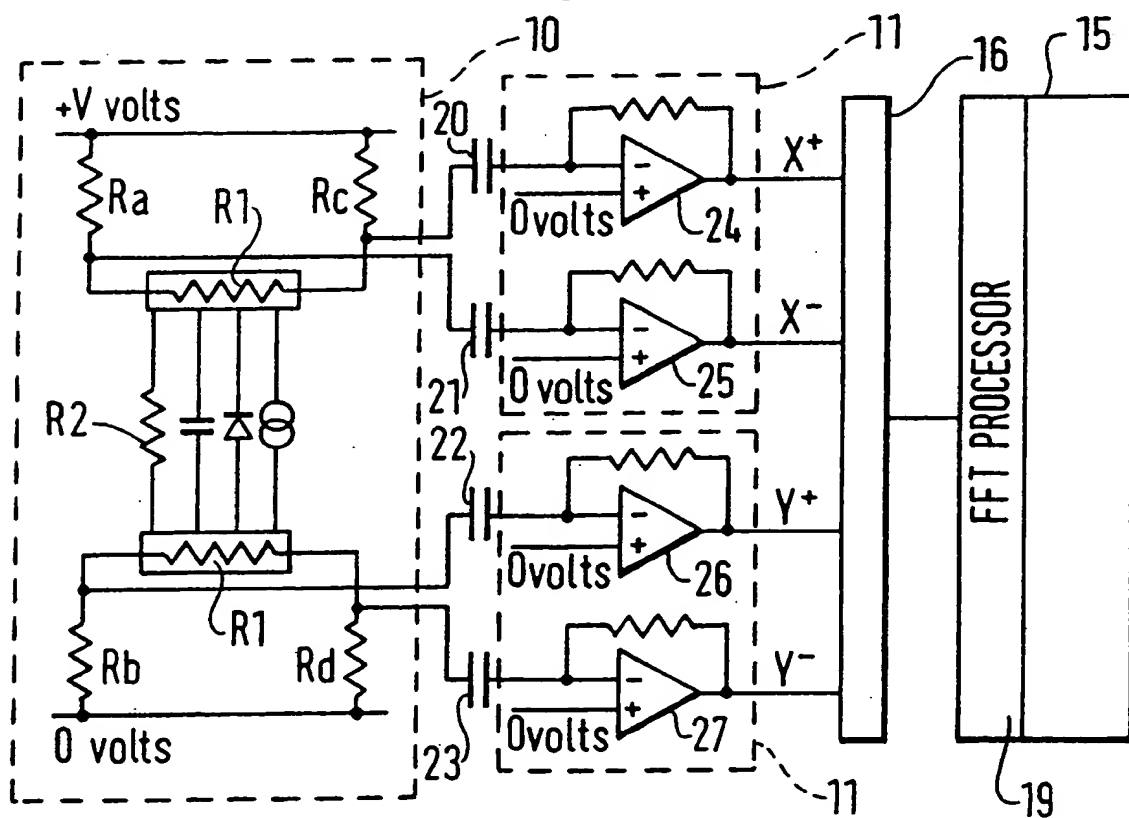 10
11
16
15
+V volts
20
X+
Ra
R1
Rc
0volts
24
X-
21
0 volts
25
R2
22
Y+
FFT PROCESSOR
0volts
26
R1
Rb
Rd
Y-
0 volts
23
0volts
27
11
19